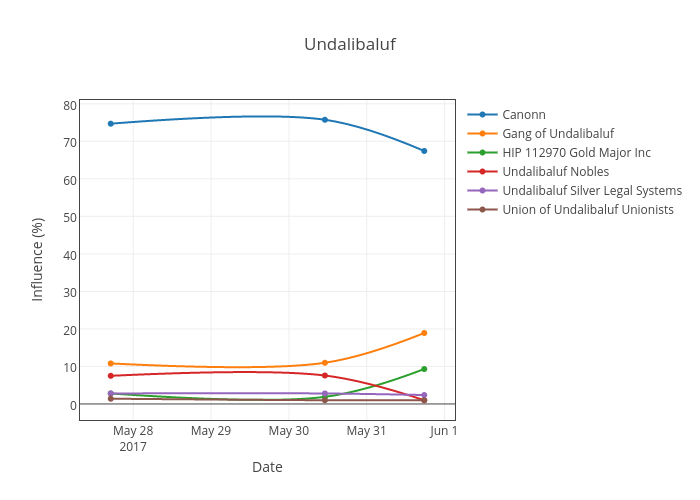 Undalibaluf
Influence (%)
80
70
60
50
40
30
20
10
0
May 28
2017
May 29
May 30
May 31
Jun 1
Date
Canonn
Gang of Undalibaluf
HIP 112970 Gold Major Inc
Undalibaluf Nobles
Undalibaluf Silver Legal Systems
Union of Undalibaluf Unionists